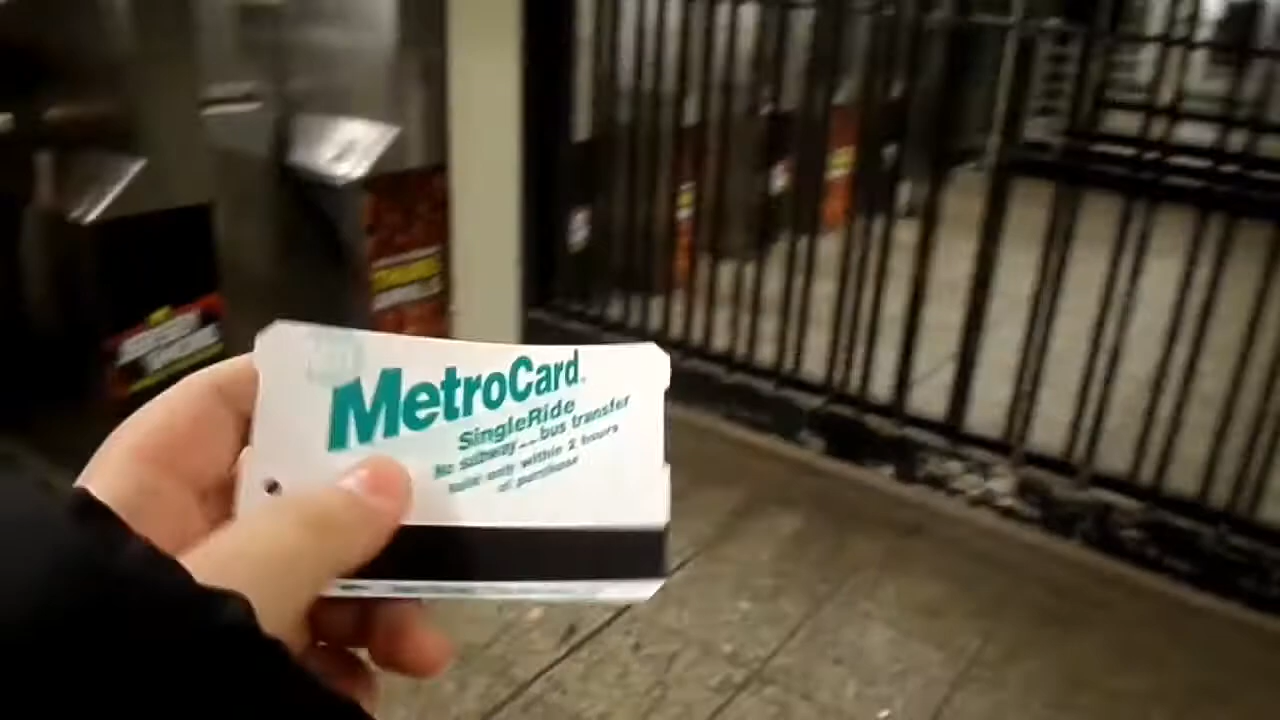 MetroCard.
SingleRide
No subway-bus transfer
Valid only within 2 hours
of purchase